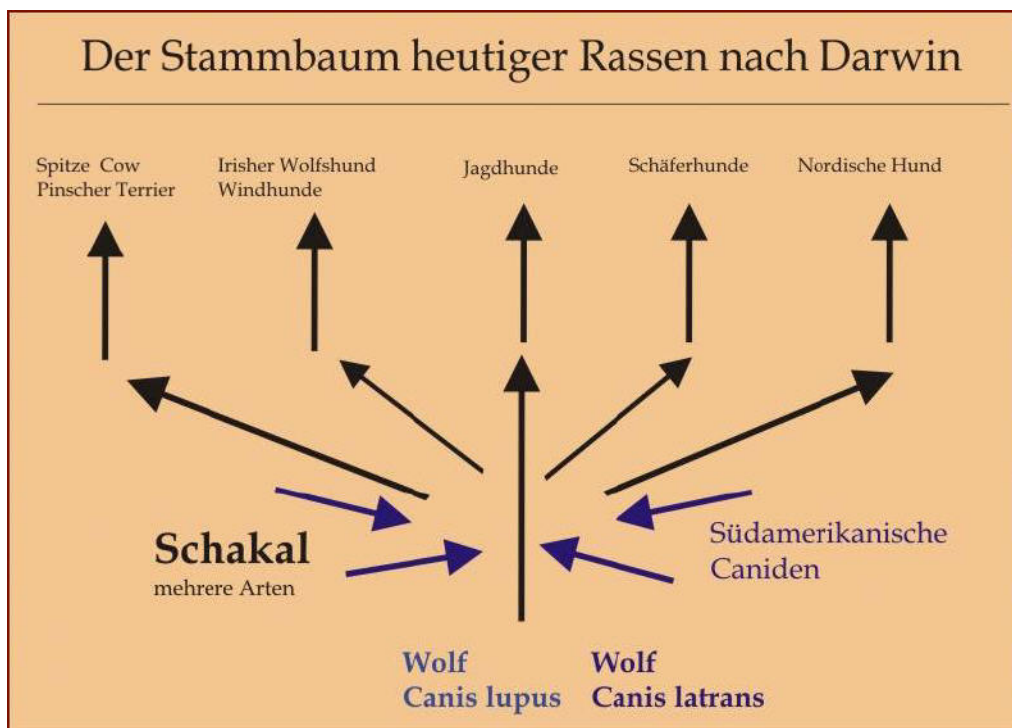 Der Stammbaum heutiger Rassen nach Darwin
Spitze Cow
Pinscher Terrier
Irisher Wolfshund
Windhunde
Jagdhunde
Schäferhunde
Nordische Hund
Schakal
mehrere Arten
Südamerikanische
Caniden
Wolf
Canis lupus
Wolf
Canis latrans